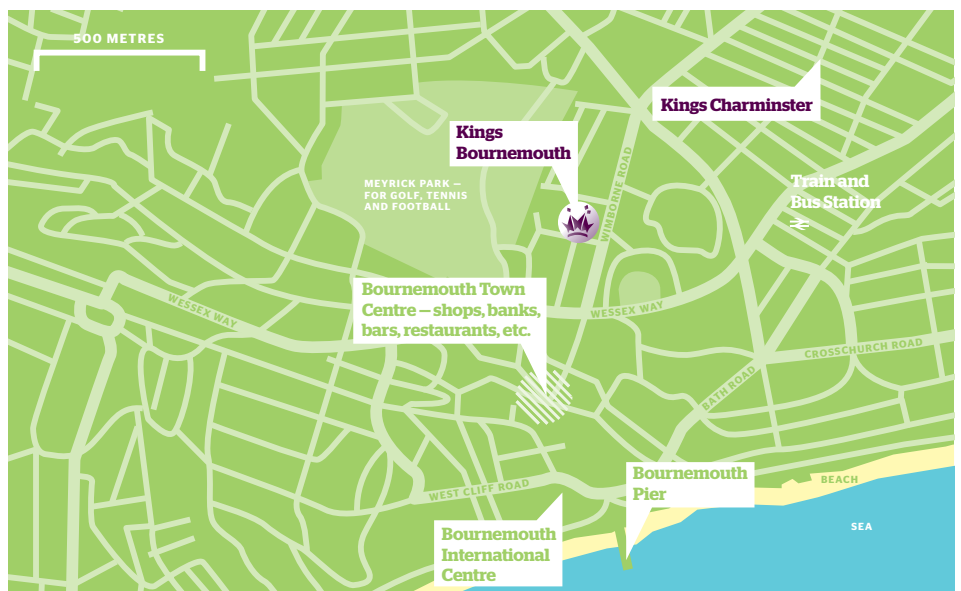 500 METRES
Kings Charminster
Kings
Bournemouth
WIMBORNE ROAD
Train and
Bus Station
MEYRICK PARK –
FOR GOLF, TENNIS
AND FOOTBALL
Bournemouth Town
Centre – shops, banks,
bars, restaurants, etc.
WESSEX WAY
WESSEX WAY
CROSSCHURCH ROAD
BATH ROAD
WEST CLIFF ROAD
Bournemouth
Pier
BEACH
SEA
Bournemouth
International
Centre